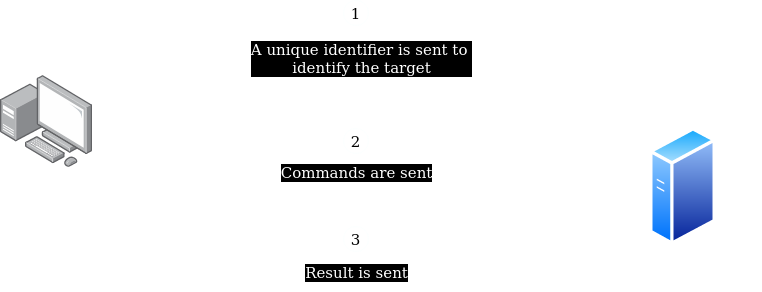 1
A unique identifier is sent to
identify the target
2
Commands are sent
3
Result is sent